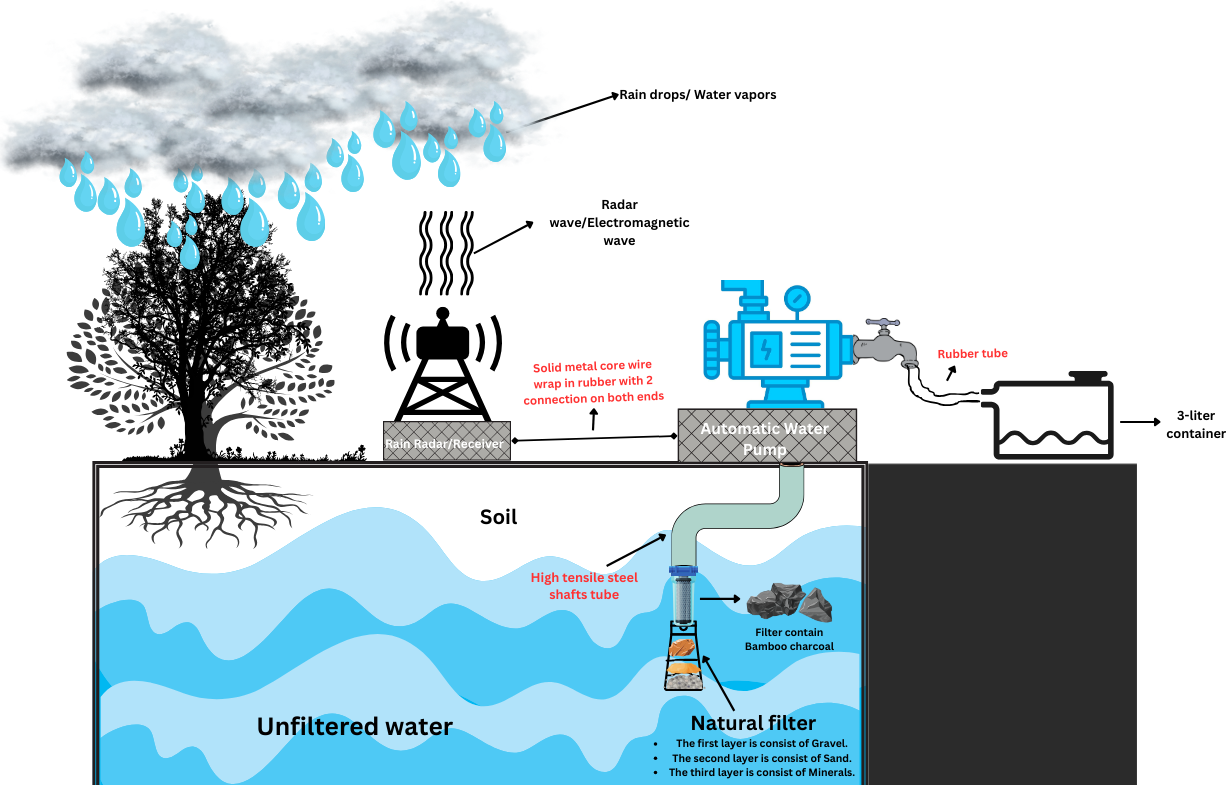 Rain drops/ Water vapors
Radar
wave/Electromagnetic
wave
Solid metal core wire
wrap in rubber with 2
connection on both ends
Rubber tube
3-liter
container
Rain Radar/Receiver
Automatic Water
Pump
Soil
High tensile steel
shafts tube
Filter contain
Bamboo charcoal
Unfiltered water
Natural filter
• The first layer is consist of Gravel.
• The second layer is consist of Sand.
• The third layer is consist of Minerals.